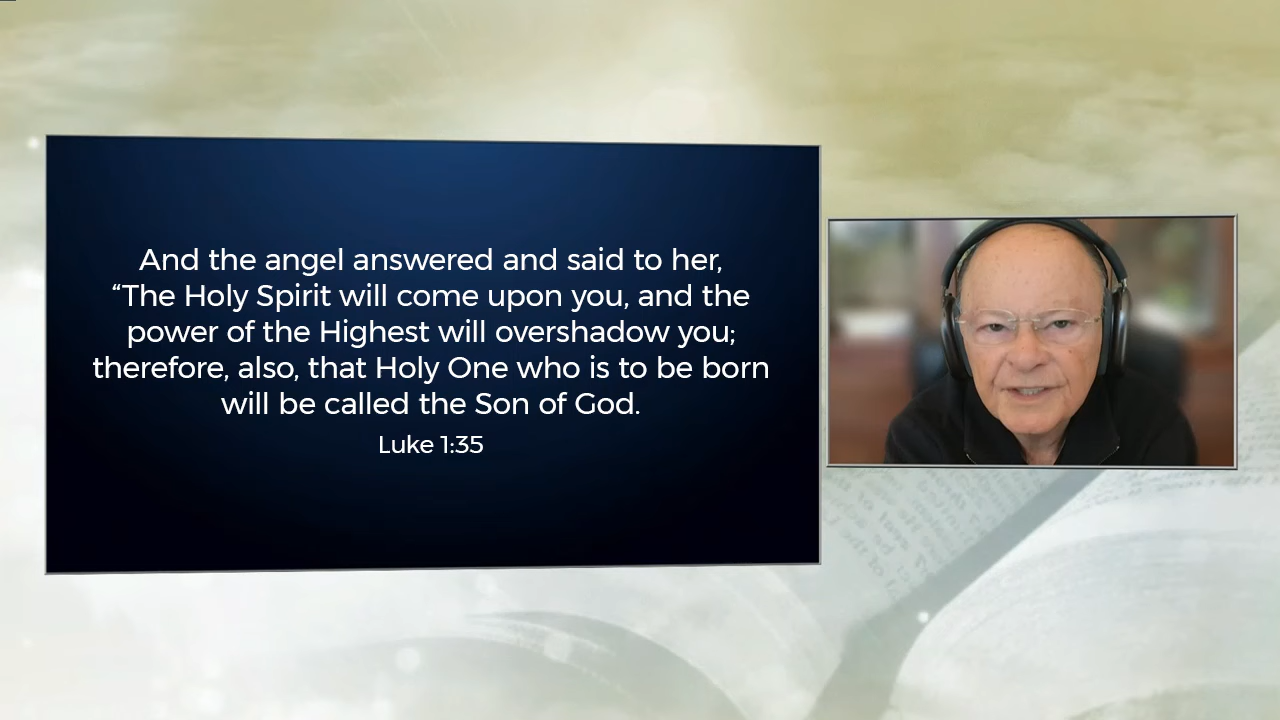 And the angel answered and said to her,
“The Holy Spirit will come upon you, and the
power of the Highest will overshadow you;
therefore, also, that Holy One who is to be born
will be called the Son of God.
Luke 1:35